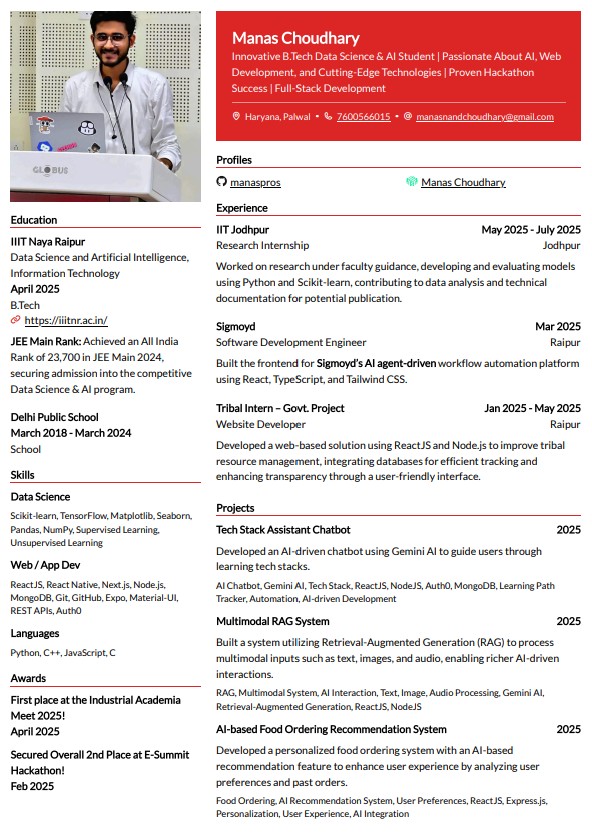 GLOBUS
Education
IIIT Naya Raipur
Data Science and Artificial Intelligence,
Information Technology
April 2025
B.Tech
https://iiitnr.ac.in/
JEE Main Rank: Achieved an All India
Rank of 23,700 in JEE Main 2024,
securing admission into the competitive
Data Science & AI program.
Delhi Public School
March 2018 - March 2024
School
Skills
Data Science
Scikit-learn, TensorFlow, Matplotlib, Seaborn,
Pandas, NumPy, Supervised Learning,
Unsupervised Learning
Web / App Dev
ReactJS, React Native, Next.js, Node.js,
MongoDB, Git, GitHub, Expo, Material-UI,
REST APIs, Auth0
Languages
Python, C++, JavaScript, C
Awards
First place at the Industrial Academia
Meet 2025!
April 2025
Secured Overall 2nd Place at E-Summit
Hackathon!
Feb 2025
Manas Choudhary
Innovative B.Tech Data Science & AI Student | Passionate About AI, Web
Development, and Cutting-Edge Technologies | Proven Hackathon
Success | Full-Stack Development
Haryana, Palwal • 7600566015 • manasnandchoudhary@gmail.com
Profiles
manaspros Manas Choudhary
Experience
IIT Jodhpur May 2025 - July 2025
Research Internship Jodhpur
Worked on research under faculty guidance, developing and evaluating models
using Python and Scikit-learn, contributing to data analysis and technical
documentation for potential publication.
Sigmoyd Mar 2025
Software Development Engineer Raipur
Built the frontend for Sigmoyd's AI agent-driven workflow automation platform
using React, TypeScript, and Tailwind CSS.
Tribal Intern – Govt. Project Jan 2025 - May 2025
Website Developer Raipur
Developed a web-based solution using ReactJS and Node.js to improve tribal
resource management, integrating databases for efficient tracking and
enhancing transparency through a user-friendly interface.
Projects
Tech Stack Assistant Chatbot 2025
Developed an AI-driven chatbot using Gemini AI to guide users through
learning tech stacks.
AI Chatbot, Gemini AI, Tech Stack, ReactJS, NodeJS, Auth0, MongoDB, Learning Path
Tracker, Automation, AI-driven Development
Multimodal RAG System 2025
Built a system utilizing Retrieval-Augmented Generation (RAG) to process
multimodal inputs such as text, images, and audio, enabling richer AI-driven
interactions.
RAG, Multimodal System, AI Interaction, Text, Image, Audio Processing, Gemini AI,
Retrieval-Augmented Generation, ReactJS, NodeJS
AI-based Food Ordering Recommendation System 2025
Developed a personalized food ordering system with an AI-based
recommendation feature to enhance user experience by analyzing user
preferences and past orders.
Food Ordering, AI Recommendation System, User Preferences, ReactJS, Express.js,
Personalization, User Experience, AI Integration